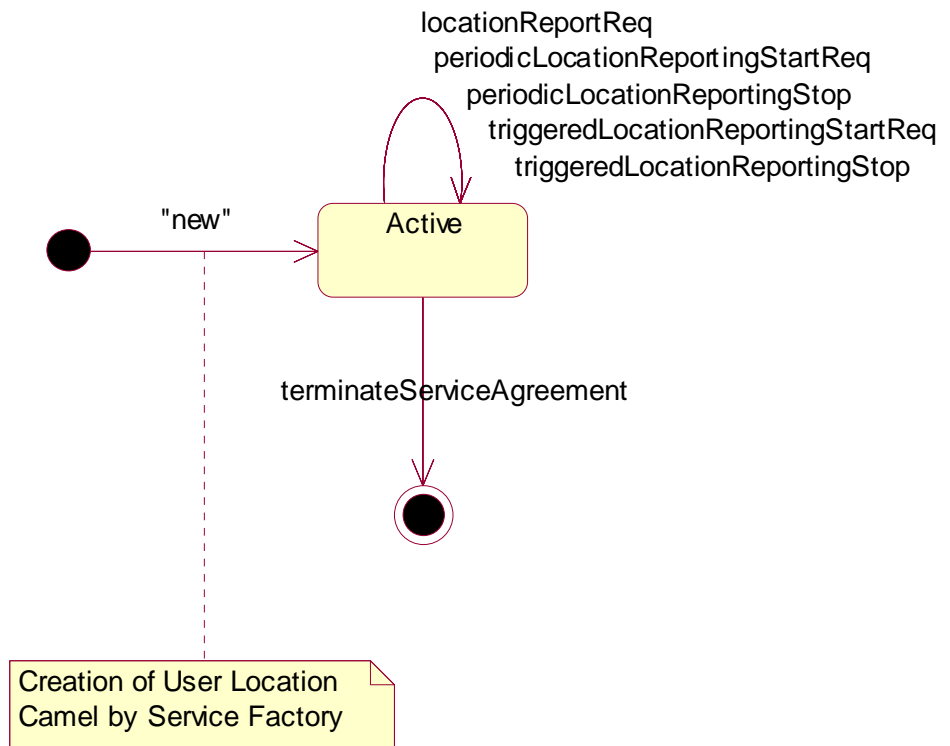 locationReportReq
periodicLocationReportingStartReq
periodicLocationReportingStop
triggeredLocationReportingStartReq
triggeredLocationReportingStop
"new"
Active
terminateServiceAgreement
Creation of User Location
Camel by Service Factory